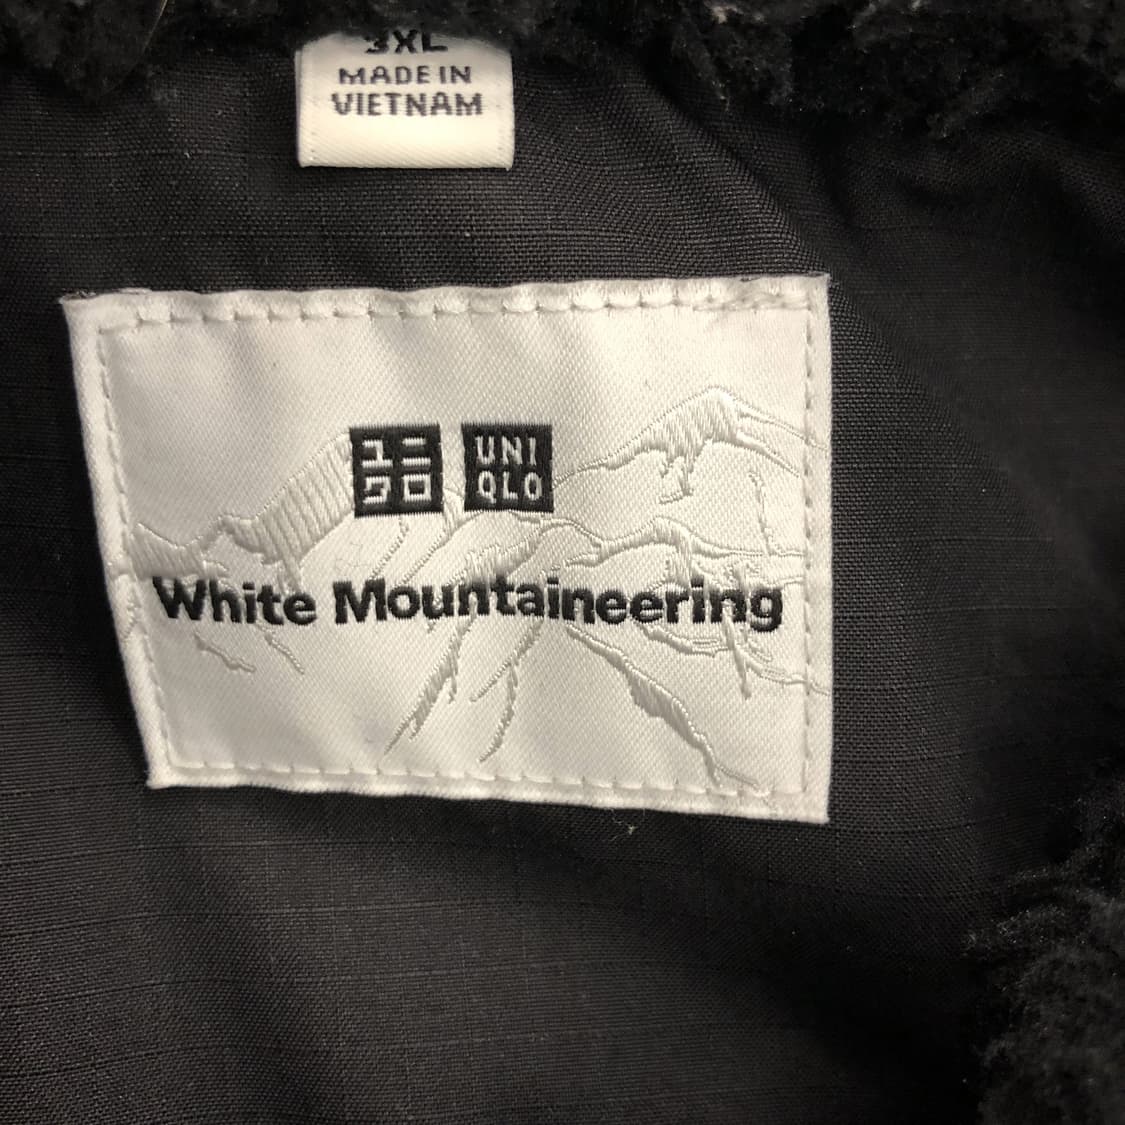 3XL
MADE IN
VIETNAM
ユニ UNI
クロ QLO
White Mountaineering